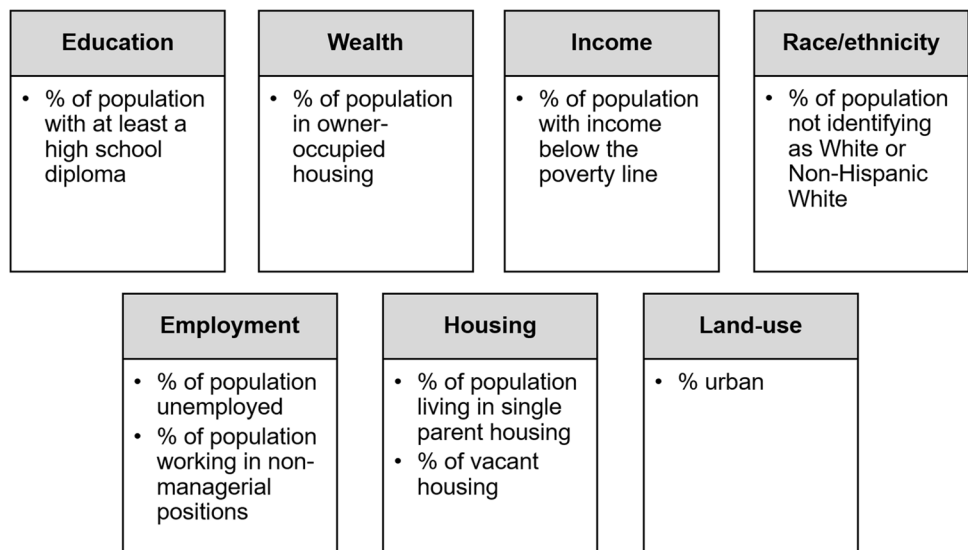 Education
• % of population
with at least a
high school
diploma
Wealth
• % of population
in owner-
occupied
housing
Income
• % of population
with income
below the
poverty line
Race/ethnicity
• % of population
not identifying
as White or
Non-Hispanic
White
Employment
• % of population
unemployed
• % of population
working in non-
managerial
positions
Housing
• % of population
living in single
parent housing
• % of vacant
housing
Land-use
• % urban